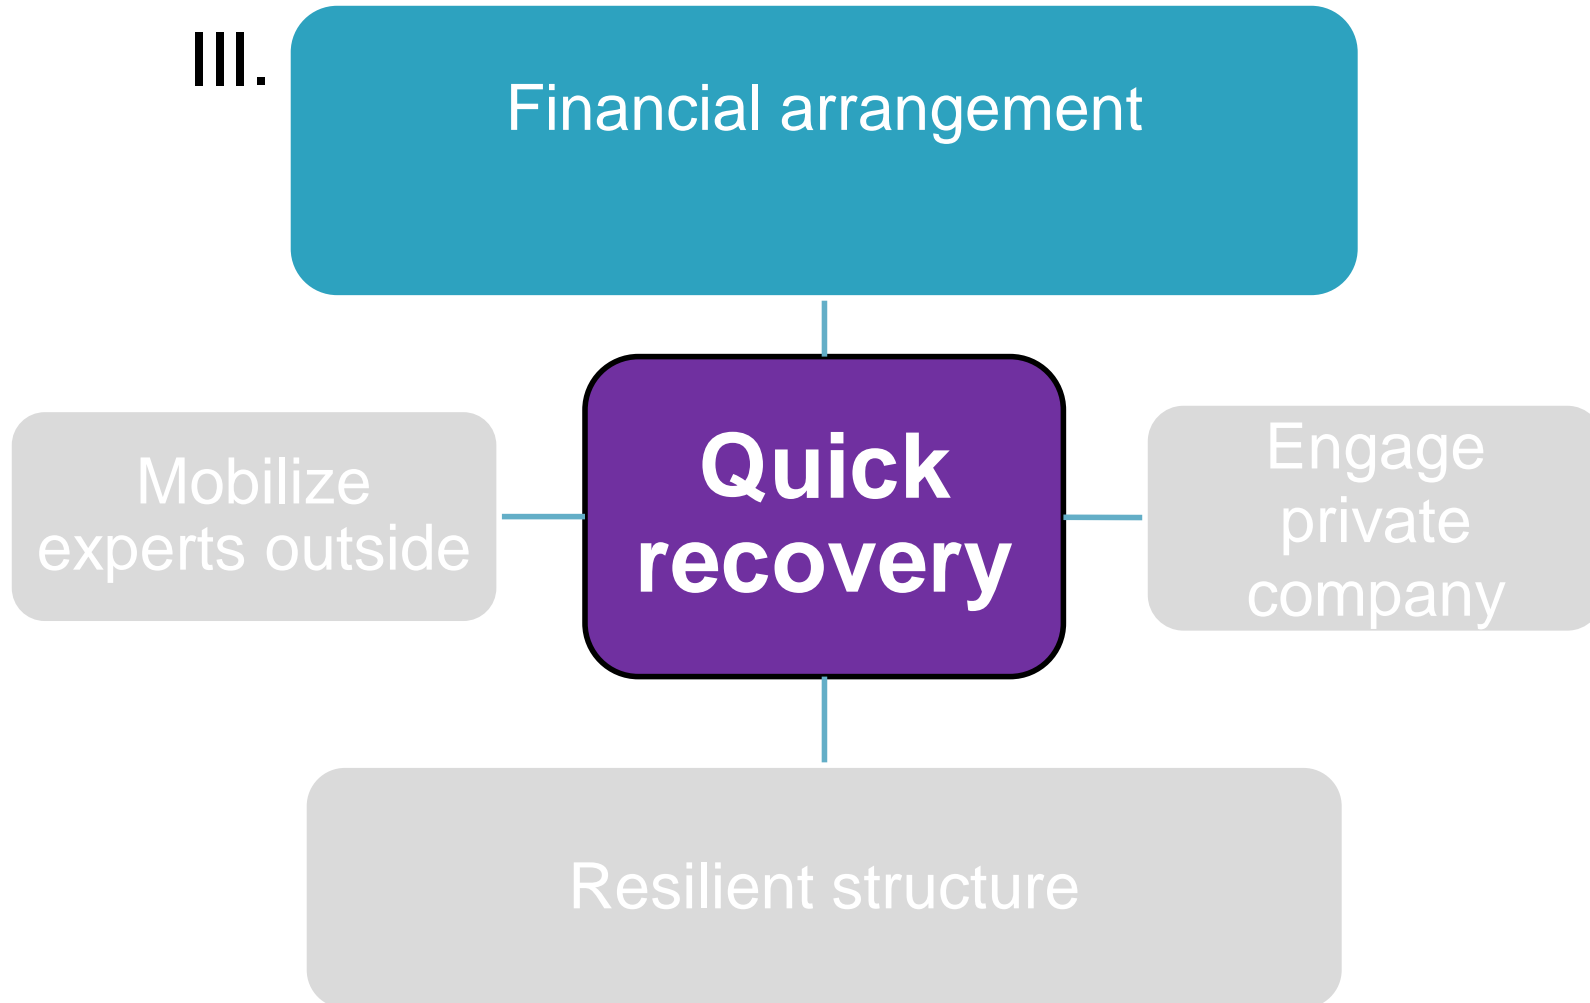 III.
Financial arrangement
Mobilize
experts outside
Quick
recovery
Engage
private
company
Resilient structure